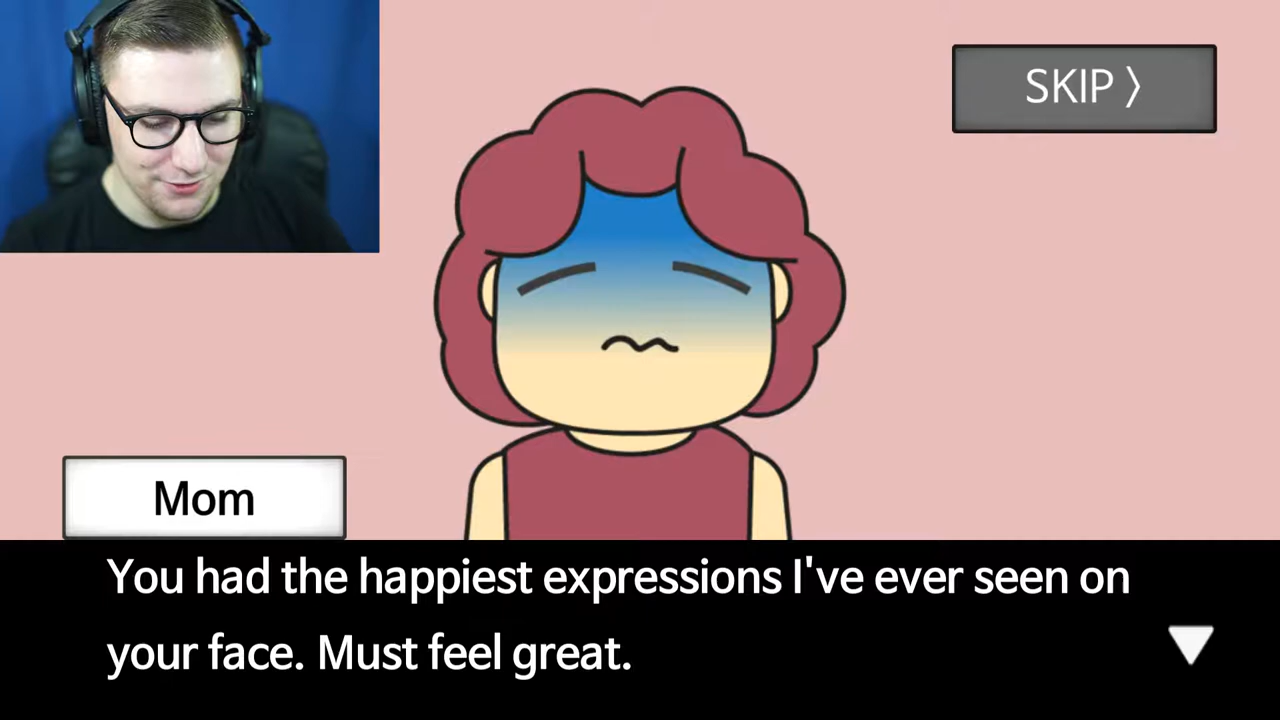 SKIP 〉
Mom
You had the happiest expressions I've ever seen on
your face. Must feel great.